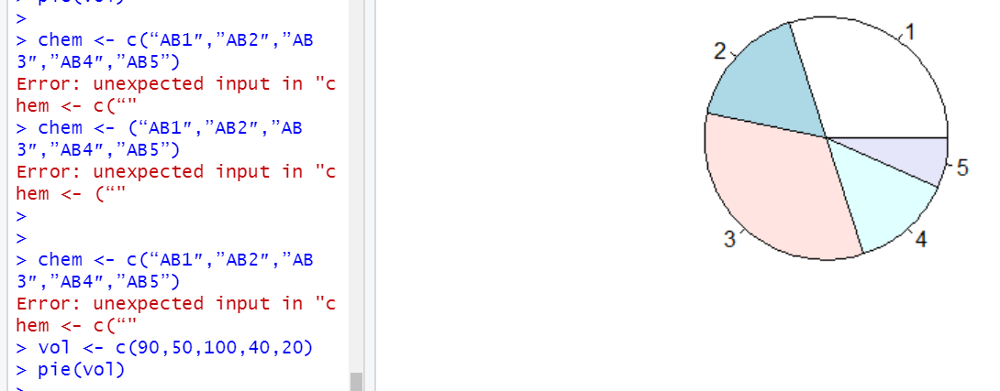 > pie(vol)
>
> chem <- c(“AB1″,”AB2″,”AB
3″,”AB4″,”AB5”)
Error: unexpected input in "c
hem <- c(“"
> chem <- (“AB1″,”AB2″,”AB
3″,”AB4″,”AB5”)
Error: unexpected input in "c
hem <- (“"
>
>
> chem <- c(“AB1″,”AB2″,”AB
3″,”AB4″,”AB5”)
Error: unexpected input in "c
hem <- c(“"
> vol <- c(90,50,100,40,20)
> pie(vol)
>
1
2
3
4
5